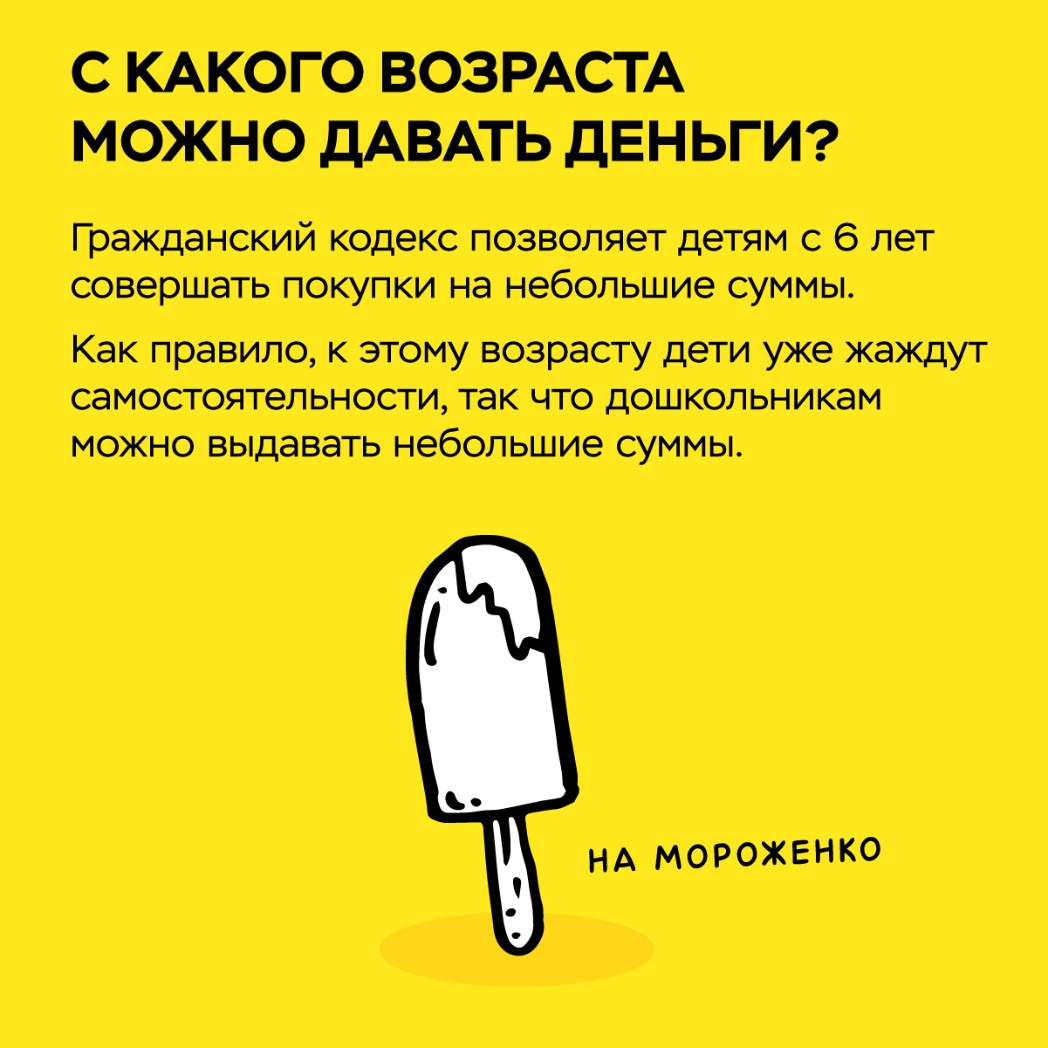 С КАКОГО ВОЗРАСТА
МОЖНО ДАВАТЬ ДЕНЬГИ?
Гражданский кодекс позволяет детям с 6 лет
совершать покупки на небольшие суммы.
Как правило, к этому возрасту дети уже жаждут
самостоятельности, так что дошкольникам
можно выдавать небольшие суммы.
НА МОРОЖЕНКО